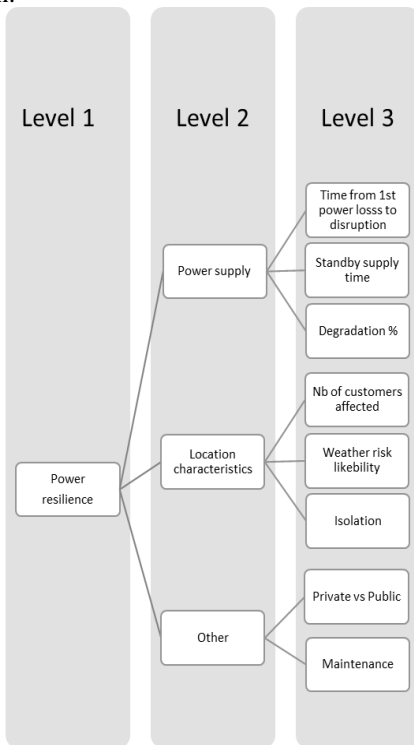 Level 1
Level 2
Level 3
Time from 1st
power losss to
disruption
Power supply
Standby supply
time
Degradation %
Nb of customers
affected
Location
characteristics
Weather risk
likebility
Power
resilience
Isolation
Private vs Public
Other
Maintenance